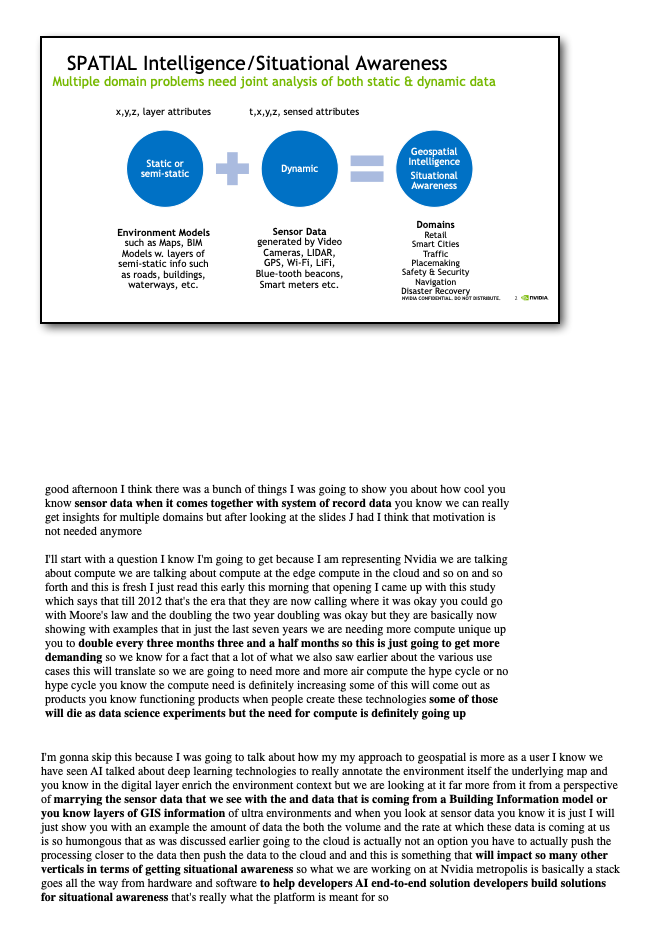 SPATIAL Intelligence/Situational Awareness
Multiple domain problems need joint analysis of both static & dynamic data
x,y,z, layer attributes
t,x,y,z, sensed attributes
Static or
semi-static
Dynamic
Geospatial
Intelligence
Situational
Awareness
Environment Models
such as Maps, BIM
Models w. layers of
semi-static info such
as roads, buildings,
waterways, etc.
Sensor Data
generated by Video
Cameras, LIDAR,
GPS, Wi-Fi, LiFi,
Blue-tooth beacons,
Smart meters etc.
Domains
Retail
Smart Cities
Traffic
Placemaking
Safety & Security
Navigation
Disaster Recovery
NVIDIA CONFIDENTIAL. DO NOT DISTRIBUTE. 2 NVIDIA
good afternoon I think there was a bunch of things I was going to show you about how cool you
know sensor data when it comes together with system of record data you know we can really
get insights for multiple domains but after looking at the slides J had I think that motivation is
not needed anymore
I'll start with a question I know I'm going to get because I am representing Nvidia we are talking
about compute we are talking about compute at the edge compute in the cloud and so on and so
forth and this is fresh I just read this early this morning that opening I came up with this study
which says that till 2012 that's the era that they are now calling where it was okay you could go
with Moore's law and the doubling the two year doubling was okay but they are basically now
showing with examples that in just the last seven years we are needing more compute unique up
you to double every three months three and a half months so this is just going to get more
demanding so we know for a fact that a lot of what we also saw earlier about the various use
cases this will translate so we are going to need more and more air compute the hype cycle or no
hype cycle you know the compute need is definitely increasing some of this will come out as
products you know functioning products when people create these technologies some of those
will die as data science experiments but the need for compute is definitely going up
I'm gonna skip this because I was going to talk about how my my approach to geospatial is more as a user I know we
have seen AI talked about deep learning technologies to really annotate the environment itself the underlying map and
you know in the digital layer enrich the environment context but we are looking at it far more from it from a perspective
of marrying the sensor data that we see with the and data that is coming from a Building Information model or
you know layers of GIS information of ultra environments and when you look at sensor data you know it is just I will
just show you with an example the amount of data the both the volume and the rate at which these data is coming at us
is so humongous that as was discussed earlier going to the cloud is actually not an option you have to actually push the
processing closer to the data then push the data to the cloud and and this is something that will impact so many other
verticals in terms of getting situational awareness so what we are working on at Nvidia metropolis is basically a stack
goes all the way from hardware and software to help developers AI end-to-end solution developers build solutions
for situational awareness that's really what the platform is meant for so